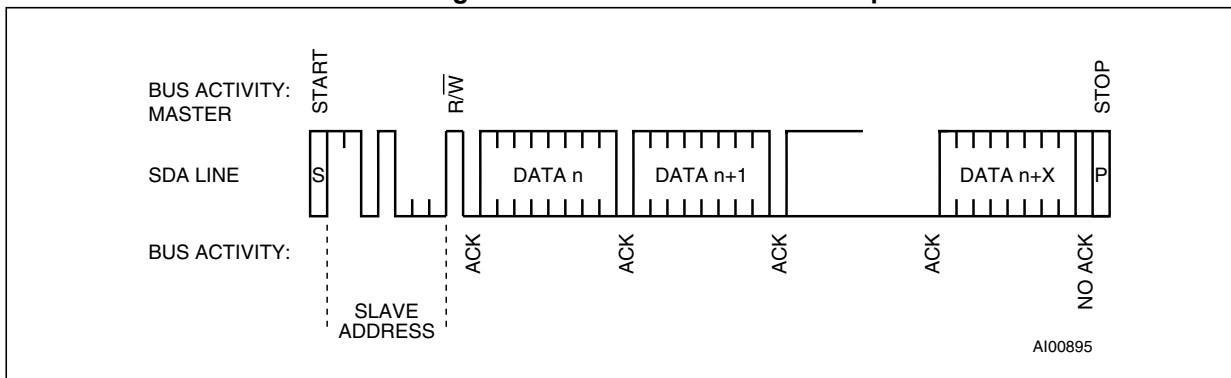 START
R/W
STOP
BUS ACTIVITY:
MASTER
SDA LINE
S
DATA n
DATA n+1
DATA n+X
P
BUS ACTIVITY:
ACK
ACK
ACK
ACK
NO ACK
SLAVE
ADDRESS
AI00895